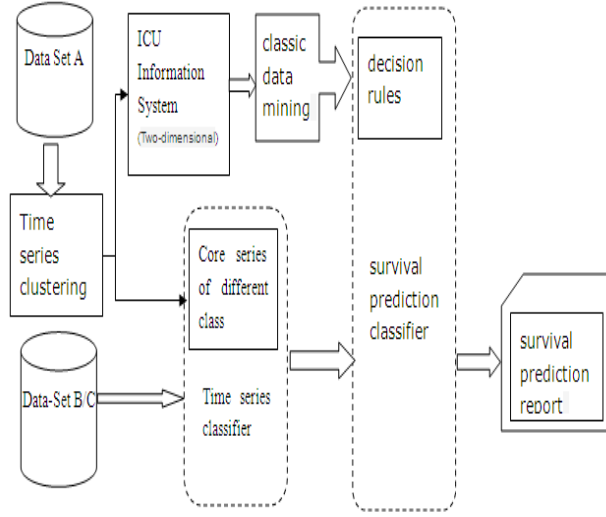 Data Set A
ICU
Information
System
(Two-dimensional)
classic
data
mining
decision
rules
Time
series
clustering
Core series
of different
class
Time series
classifier
survival
prediction
classifier
Data-Set B/C
survival
prediction
report